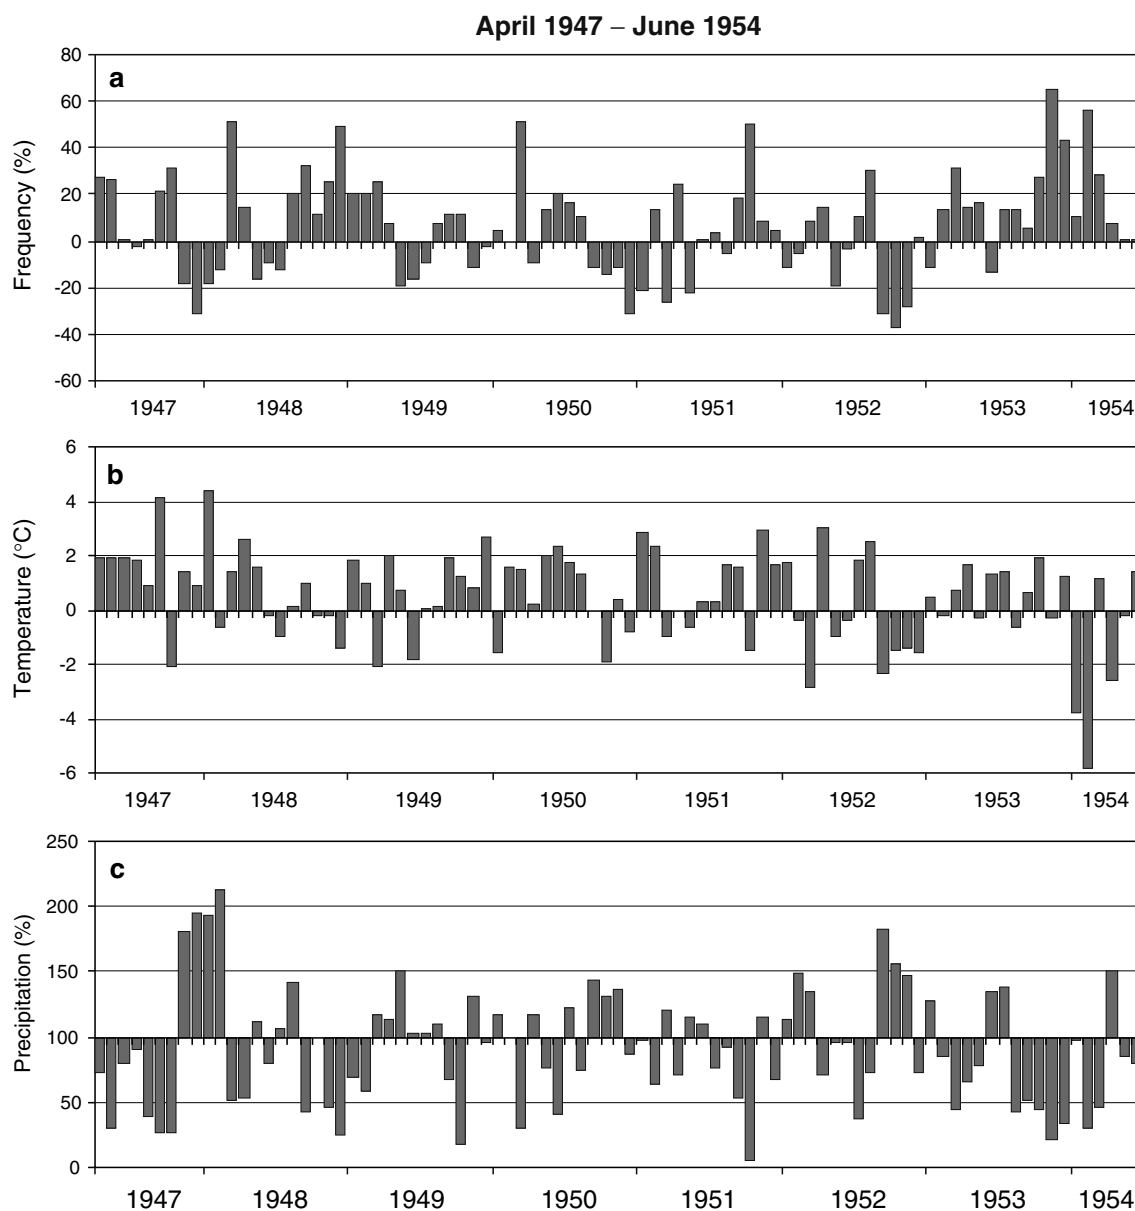 April 1947 – June 1954
a
Frequency (%)
80
60
40
20
0
-20
-40
-60
1947 1948 1949 1950 1951 1952 1953 1954
b
Temperature (°C)
6
4
2
0
-2
-4
-6
1947 1948 1949 1950 1951 1952 1953 1954
c
Precipitation (%)
250
200
150
100
50
0
1947 1948 1949 1950 1951 1952 1953 1954